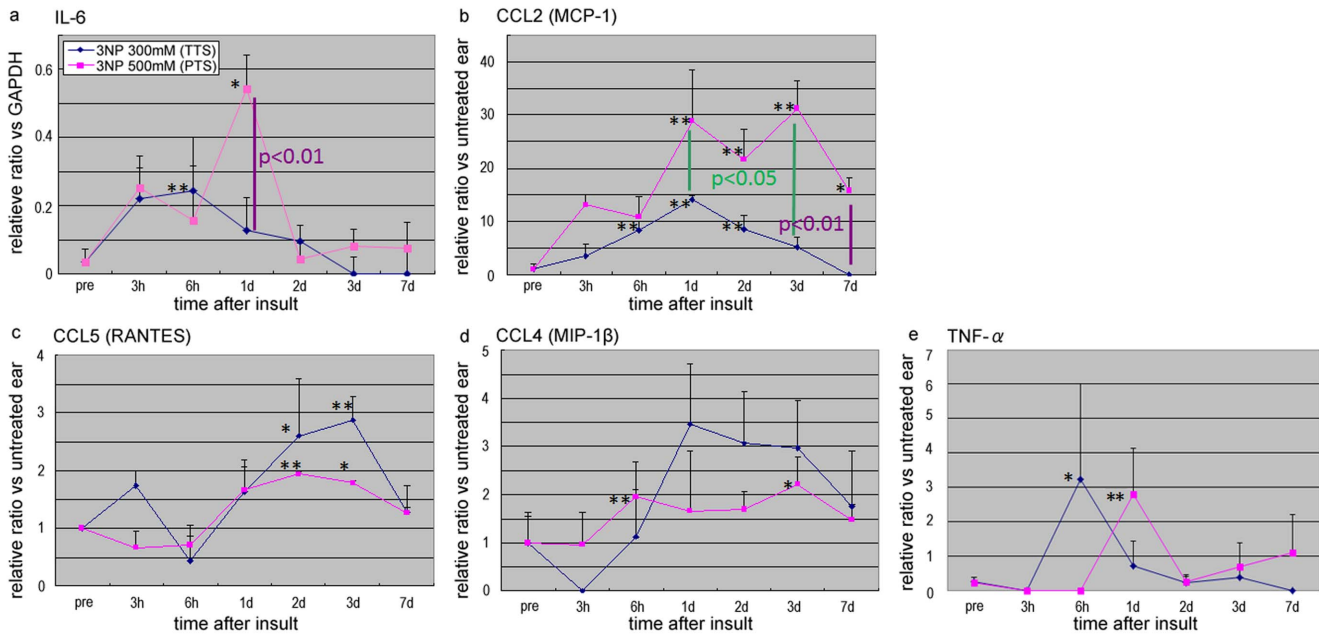 a IL-6
3NP 300mM (TTS)
3NP 500mM (PTS)
relatieve ratio vs GAPDH
0.6
0.4
0.2
0
*
**
p<0.01
pre 3h 6h 1d 2d 3d 7d
time after insult
b CCL2 (MCP-1)
relative ratio vs untreated ear
40
30
20
10
0
** ** ** *
** ** **
p<0.05
p<0.01
pre 3h 6h 1d 2d 3d 7d
time after insult
c CCL5 (RANTES)
relative ratio vs untreated ear
4
3
2
1
0
* **
** *
pre 3h 6h 1d 2d 3d 7d
time after insult
d CCL4 (MIP-1β)
relative ratio vs untreated ear
5
4
3
2
1
0
** *
pre 3h 6h 1d 2d 3d 7d
time after insult
e TNF-α
relative ratio vs untreated ear
7
6
5
4
3
2
1
0
* **
pre 3h 6h 1d 2d 3d 7d
time after insult